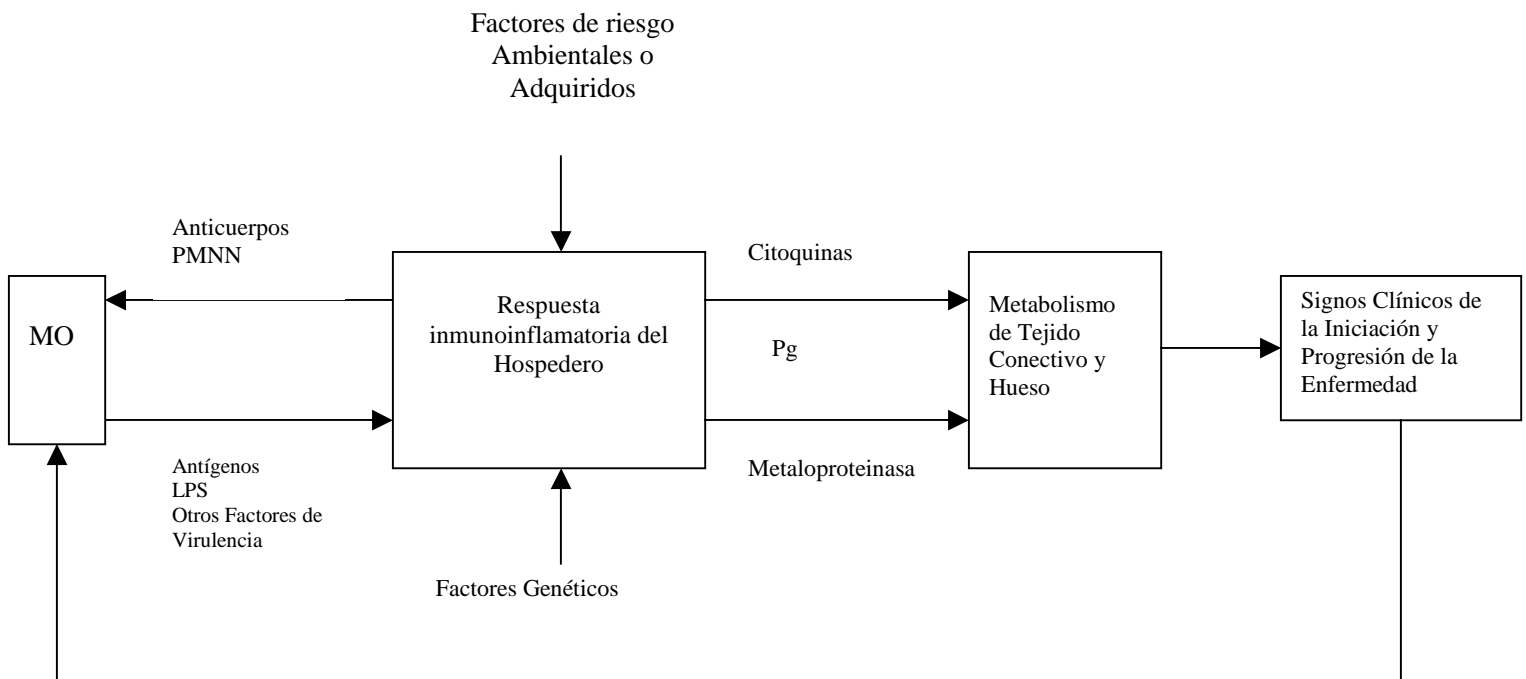 Factores de riesgo
Ambientales o
Adquiridos
Anticuerpos
PMNN
Citoquinas
MO
Respuesta
inmunoinflamatoria del
Hospedero
Pg
Metabolismo
de Tejido
Conectivo y
Hueso
Signos Clínicos de
la Iniciación y
Progresión de la
Enfermedad
Antígenos
LPS
Otros Factores de
Virulencia
Metaloproteinasa
Factores Genéticos